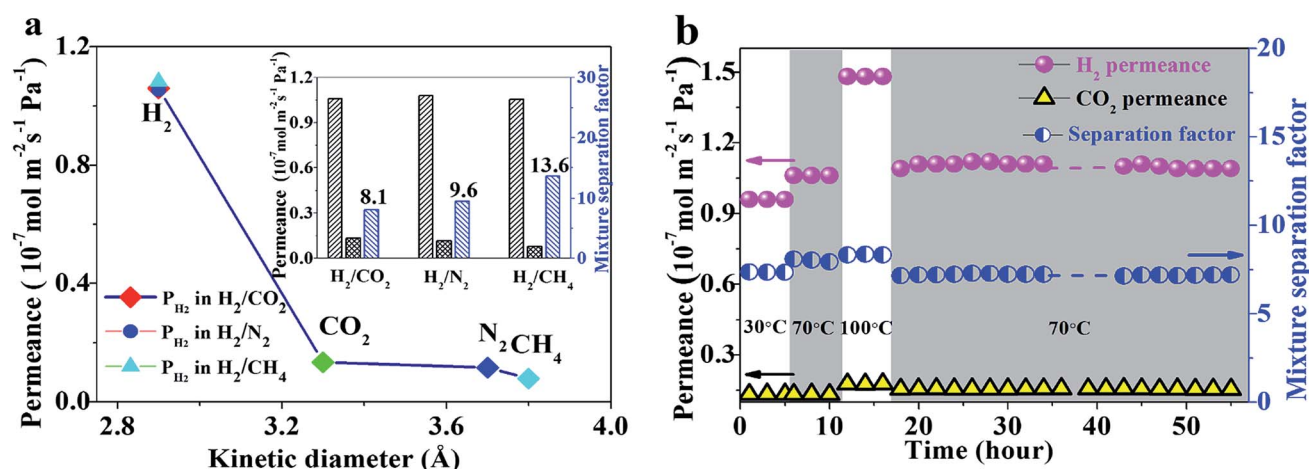 a
Permeance ( 10⁻⁷ mol m⁻² s⁻¹ Pa⁻¹)
1.2
0.8
0.4
0.0
2.8
3.2
3.6
4.0
Kinetic diameter (Å)
H₂
CO₂
N₂
CH₄
P_H2 in H₂/CO₂
P_H2 in H₂/N₂
P_H2 in H₂/CH₄
Permeance (10⁻⁷ mol m⁻² s⁻¹ Pa⁻¹)
1.2
0.9
0.6
0.3
0.0
8.1
9.6
13.6
H₂/CO₂
H₂/N₂
H₂/CH₄
30
20
10
0
Mixture separation factor
b
Permeance (10⁻⁷ mol m⁻² s⁻¹ Pa⁻¹)
1.5
1.2
0.9
0.6
0.3
H₂ permeance
CO₂ permeance
Separation factor
30°C
70°C
100°C
70°C
0
10
20
30
40
50
Time (hour)
20
15
10
5
0
Mixture separation factor